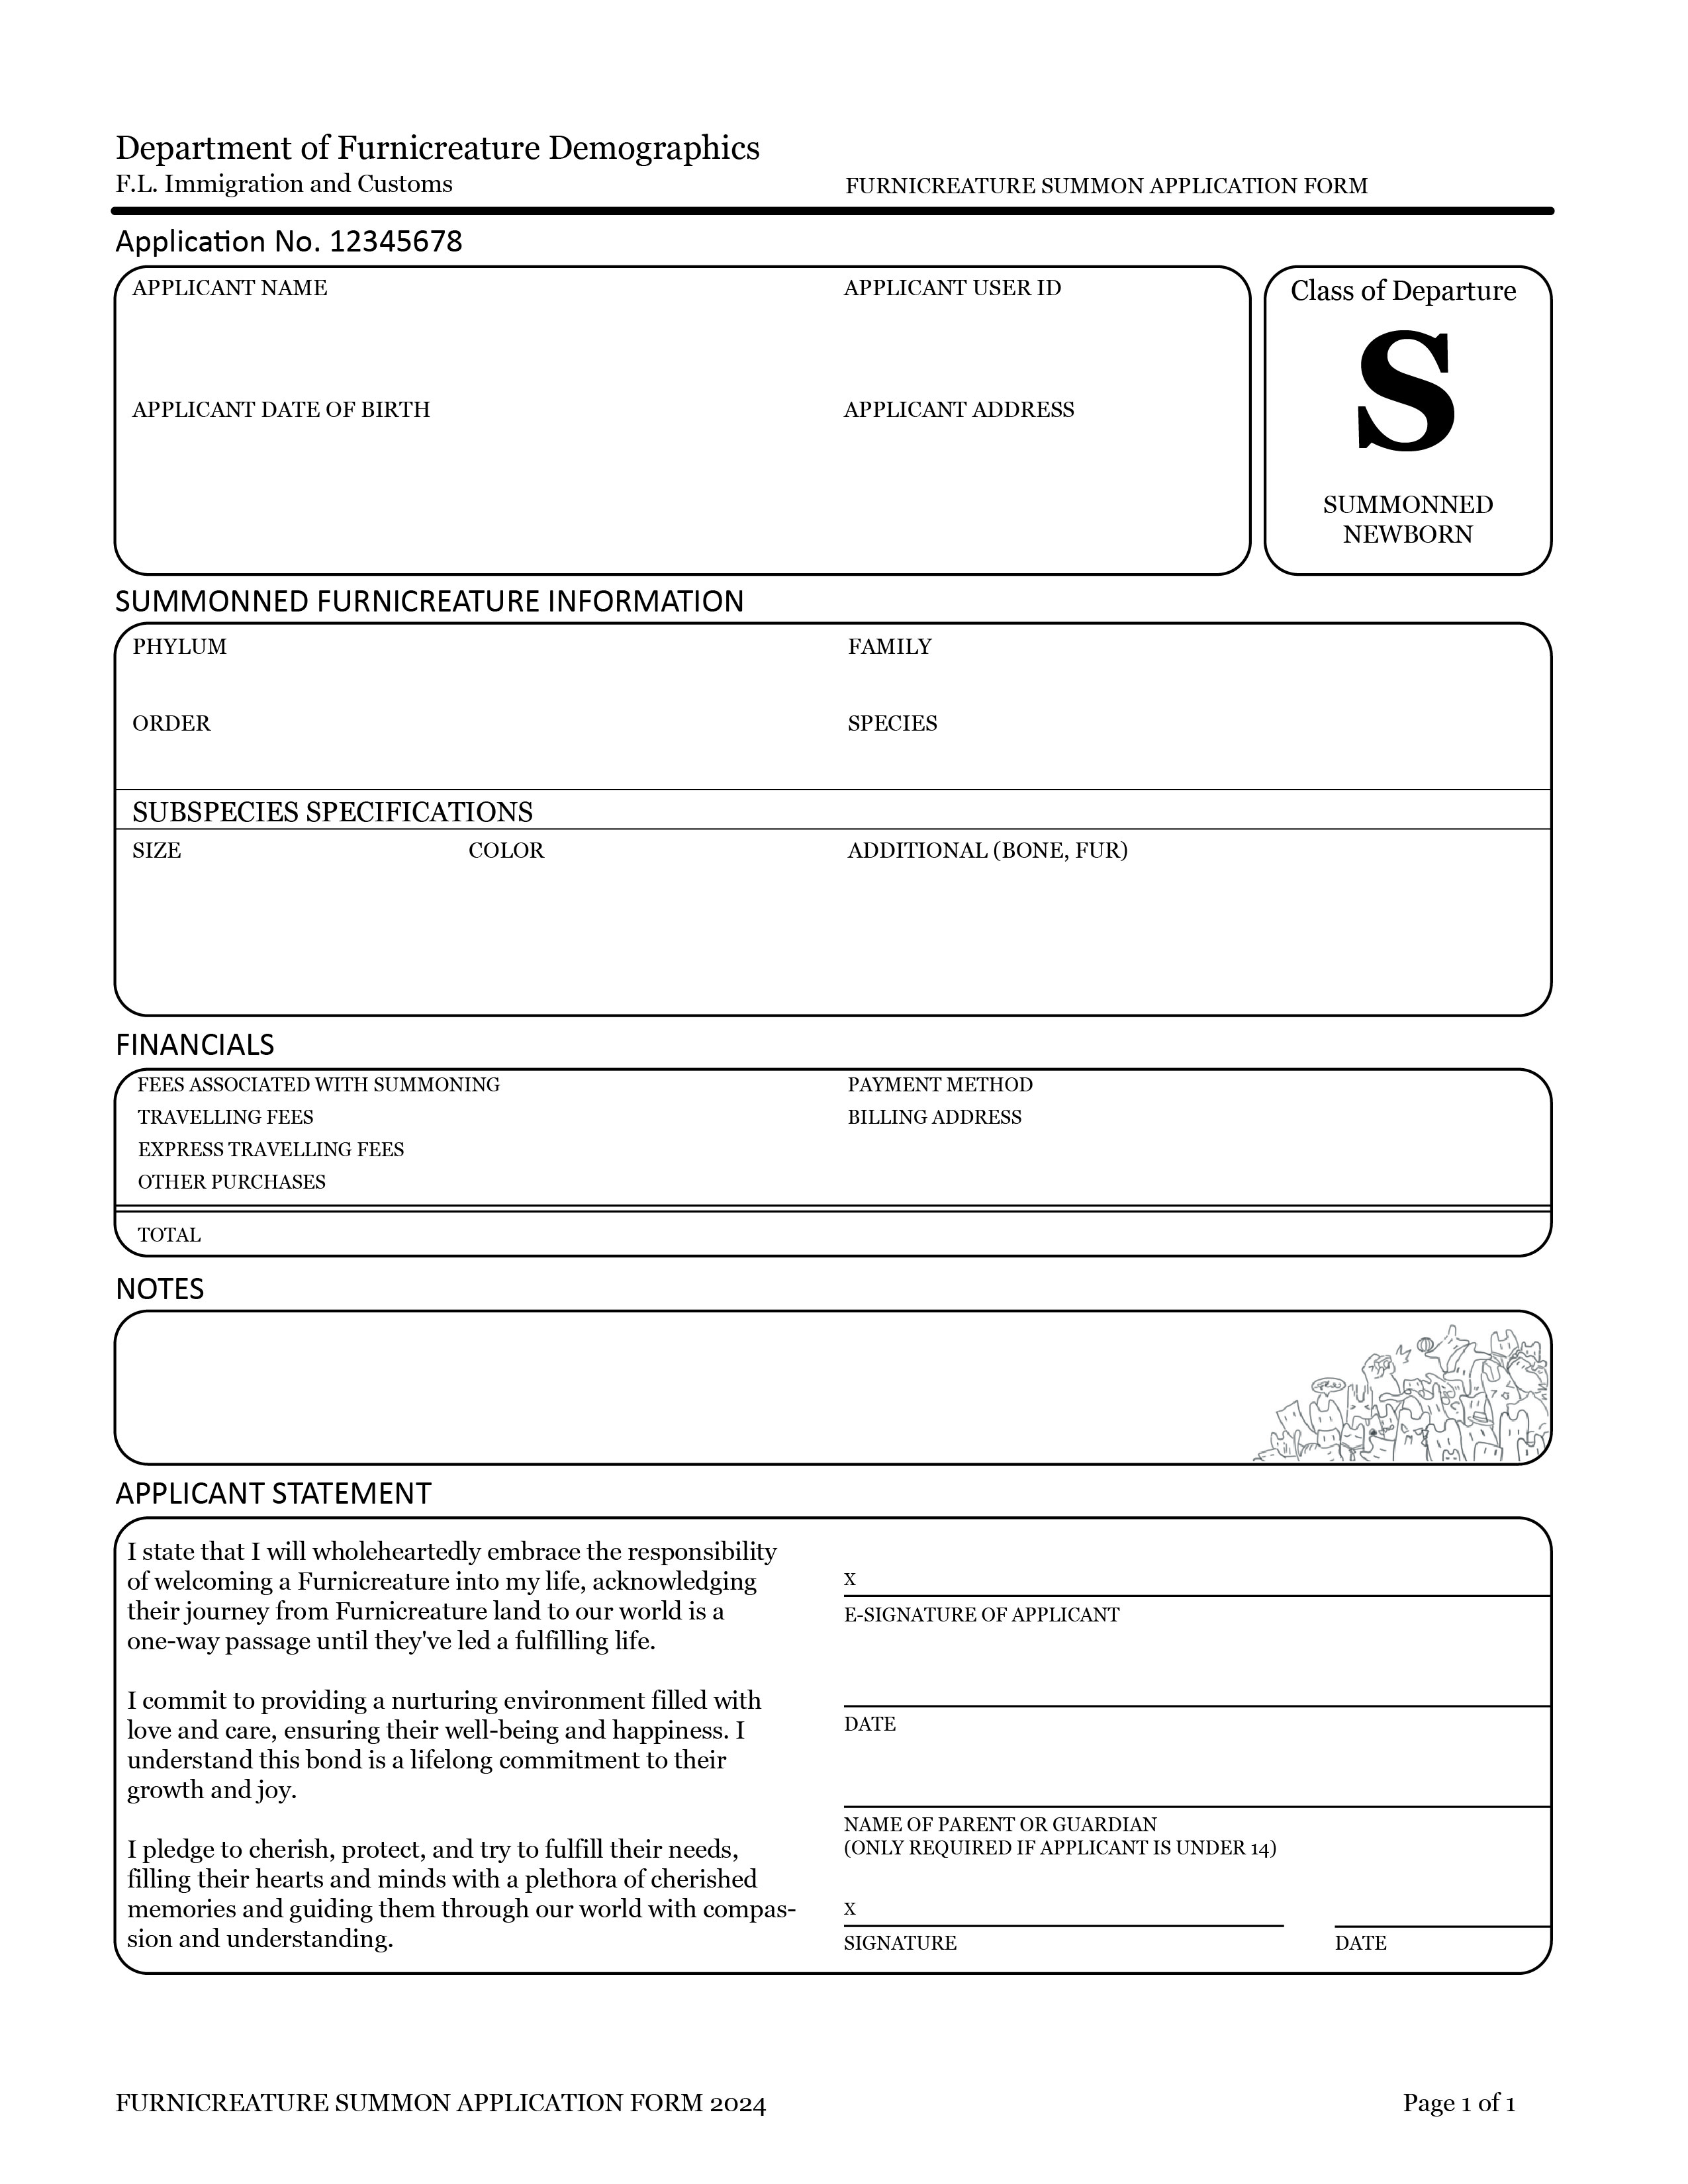 Department of Furnicreature Demographics
F.L. Immigration and Customs
FURNICREATURE SUMMON APPLICATION FORM
Application No. 12345678
APPLICANT NAME
APPLICANT USER ID
APPLICANT DATE OF BIRTH
APPLICANT ADDRESS
Class of Departure
S
SUMMONNED
NEWBORN
SUMMONNED FURNICREATURE INFORMATION
PHYLUM
FAMILY
ORDER
SPECIES
SUBSPECIES SPECIFICATIONS
SIZE
COLOR
ADDITIONAL (BONE, FUR)
FINANCIALS
FEES ASSOCIATED WITH SUMMONING
PAYMENT METHOD
TRAVELLING FEES
BILLING ADDRESS
EXPRESS TRAVELLING FEES
OTHER PURCHASES
TOTAL
NOTES
APPLICANT STATEMENT
I state that I will wholeheartedly embrace the responsibility
of welcoming a Furnicreature into my life, acknowledging
their journey from Furnicreature land to our world is a
one-way passage until they've led a fulfilling life.
I commit to providing a nurturing environment filled with
love and care, ensuring their well-being and happiness. I
understand this bond is a lifelong commitment to their
growth and joy.
I pledge to cherish, protect, and try to fulfill their needs,
filling their hearts and minds with a plethora of cherished
memories and guiding them through our world with compas-
sion and understanding.
X
E-SIGNATURE OF APPLICANT
DATE
NAME OF PARENT OR GUARDIAN
(ONLY REQUIRED IF APPLICANT IS UNDER 14)
X
SIGNATURE
DATE
FURNICREATURE SUMMON APPLICATION FORM 2024
Page 1 of 1